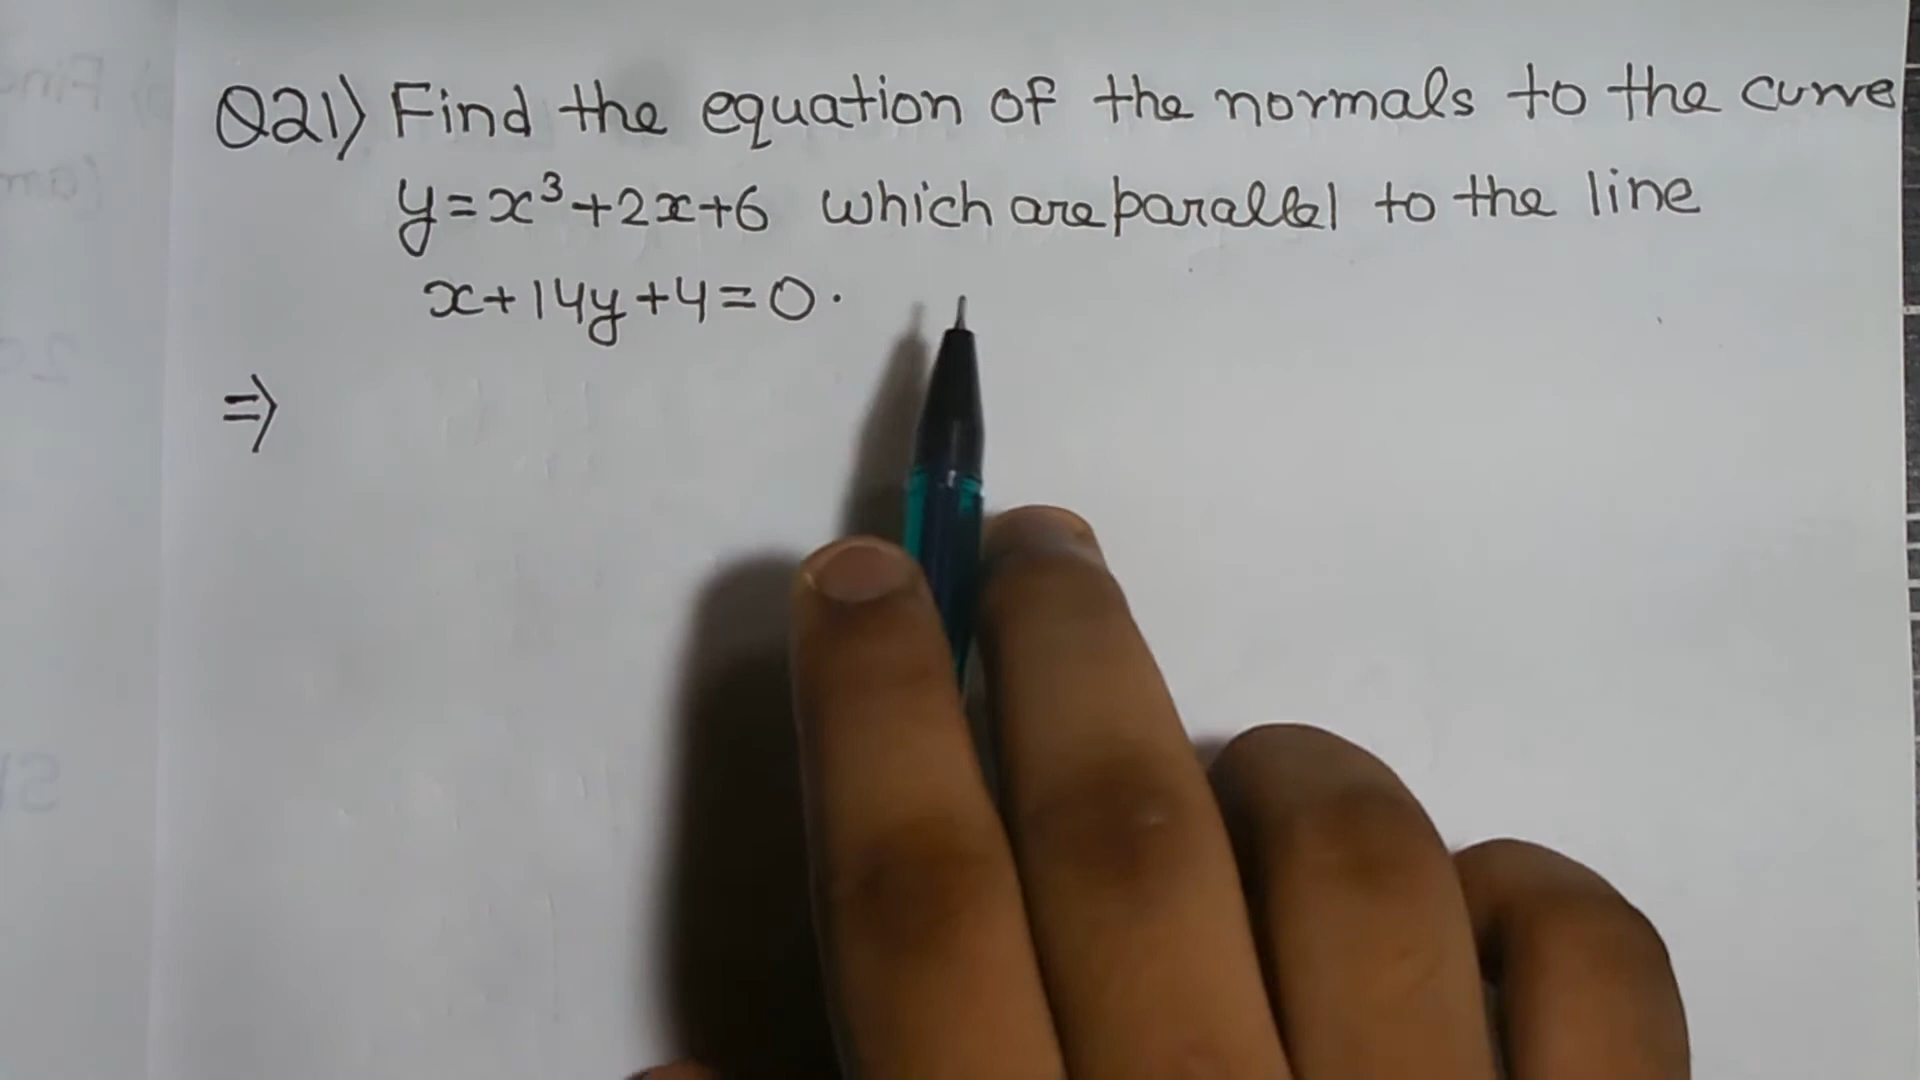 Q21) Find the equation of the normals to the curve
y=x³+2x+6 which are parallel to the line
x+14y+4=0.
⇒